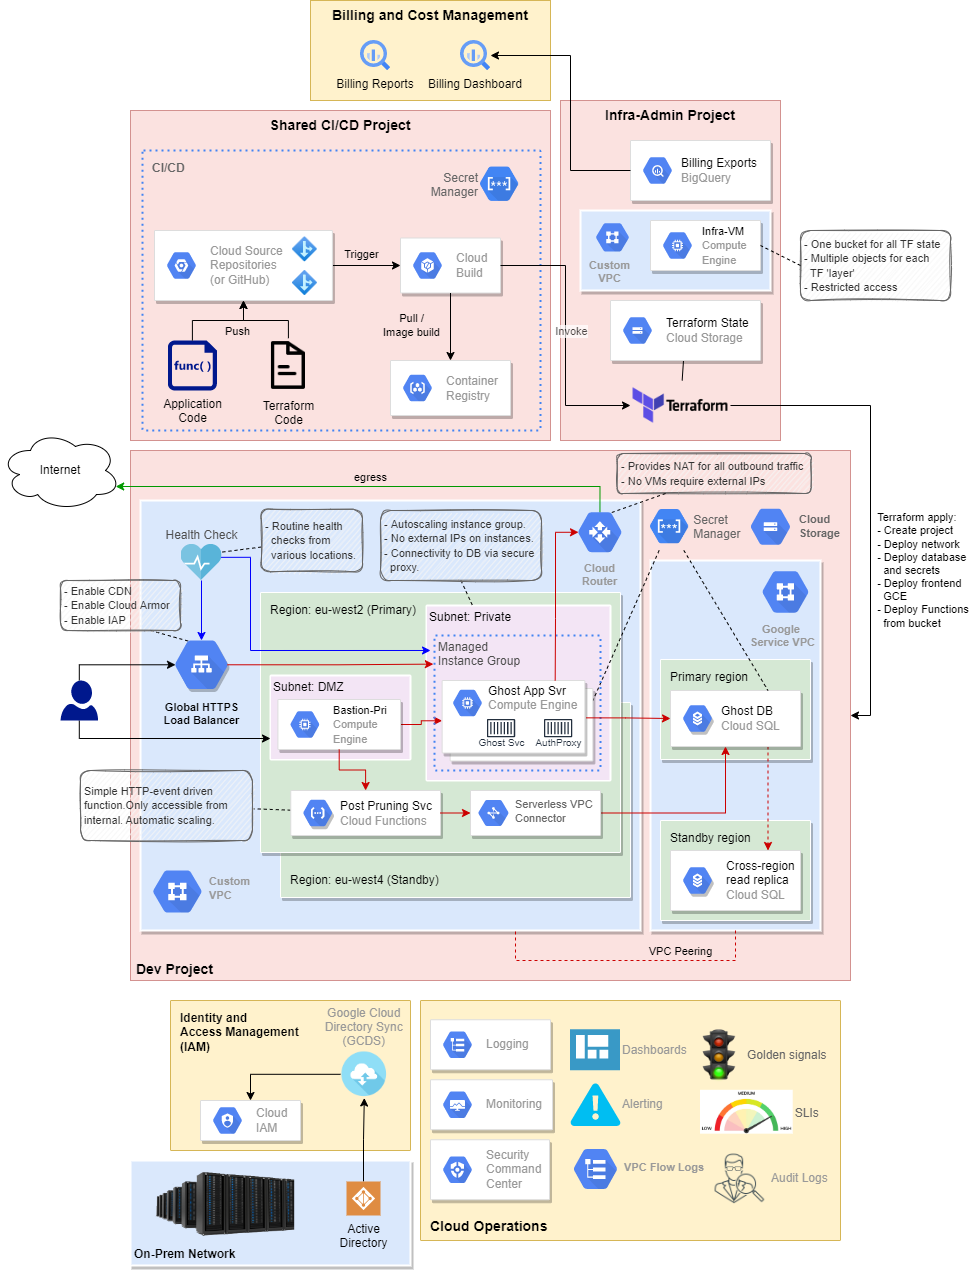 Billing and Cost Management
Billing Reports
Billing Dashboard
Shared CI/CD Project
CI/CD
Secret
Manager
Cloud Source
Repositories
(or GitHub)
Trigger
Cloud
Build
Push
Pull /
Image build
func( )
Application
Code
Terraform
Code
Container
Registry
Invoke
Infra-Admin Project
Billing Exports
BigQuery
Custom
VPC
Infra-VM
Compute
Engine
- One bucket for all TF state
- Multiple objects for each
TF 'layer'
- Restricted access
Terraform State
Cloud Storage
Terraform
Internet
egress
- Provides NAT for all outbound traffic
- No VMs require external IPs
Health Check
- Routine health
checks from
various locations.
- Autoscaling instance group.
- No external IPs on instances.
- Connectivity to DB via secure
proxy.
Cloud
Router
Secret
Manager
Cloud
Storage
Terraform apply:
- Create project
- Deploy network
- Deploy database
and secrets
- Deploy frontend
GCE
- Deploy Functions
from bucket
- Enable CDN
- Enable Cloud Armor
- Enable IAP
Region: eu-west2 (Primary)
Subnet: Private
Managed
Instance Group
Google
Service VPC
Global HTTPS
Load Balancer
Subnet: DMZ
Bastion-Pri
Compute
Engine
Ghost App Svr
Compute Engine
Ghost Svc
AuthProxy
Primary region
Ghost DB
Cloud SQL
Simple HTTP-event driven
function.Only accessible from
internal. Automatic scaling.
Post Pruning Svc
Cloud Functions
Serverless VPC
Connector
Standby region
Cross-region
read replica
Cloud SQL
Custom
VPC
Region: eu-west4 (Standby)
VPC Peering
Dev Project
Identity and
Access Management
(IAM)
Google Cloud
Directory Sync
(GCDS)
Cloud
IAM
Active
Directory
On-Prem Network
Logging
Dashboards
Golden signals
Monitoring
Alerting
LOW
MEDIUM
HIGH
SLIs
Security
Command
Center
VPC Flow Logs
Audit Logs
Cloud Operations